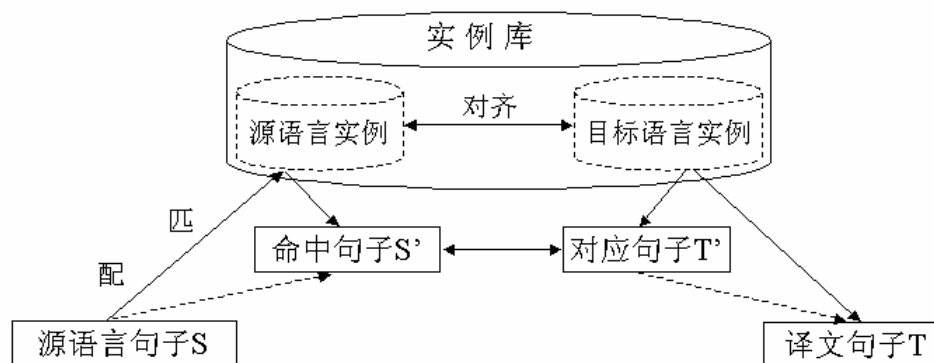 实例库
对齐
源语言实例
目标语言实例
匹
配
命中句子S’
对应句子T’
源语言句子S
译文句子T